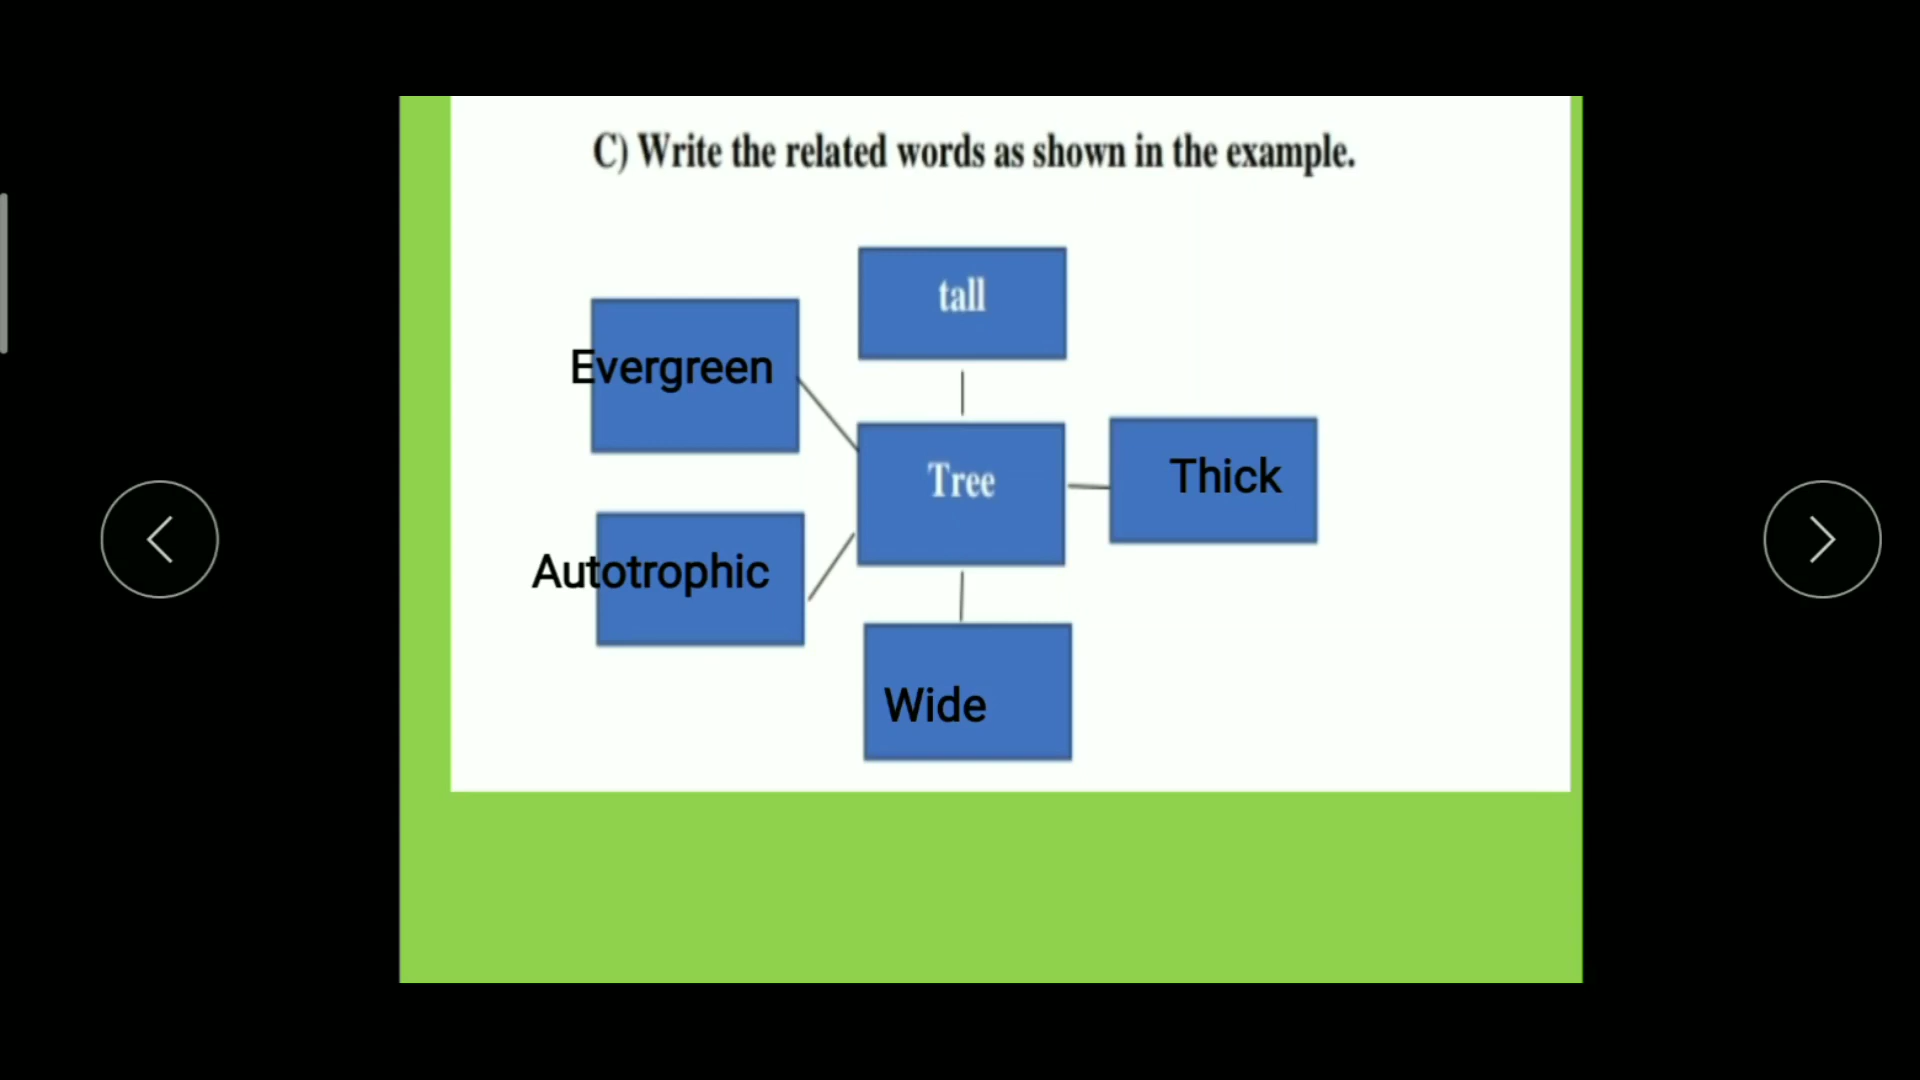 C) Write the related words as shown in the example.
tall
Evergreen
Tree
Thick
Autotrophic
Wide